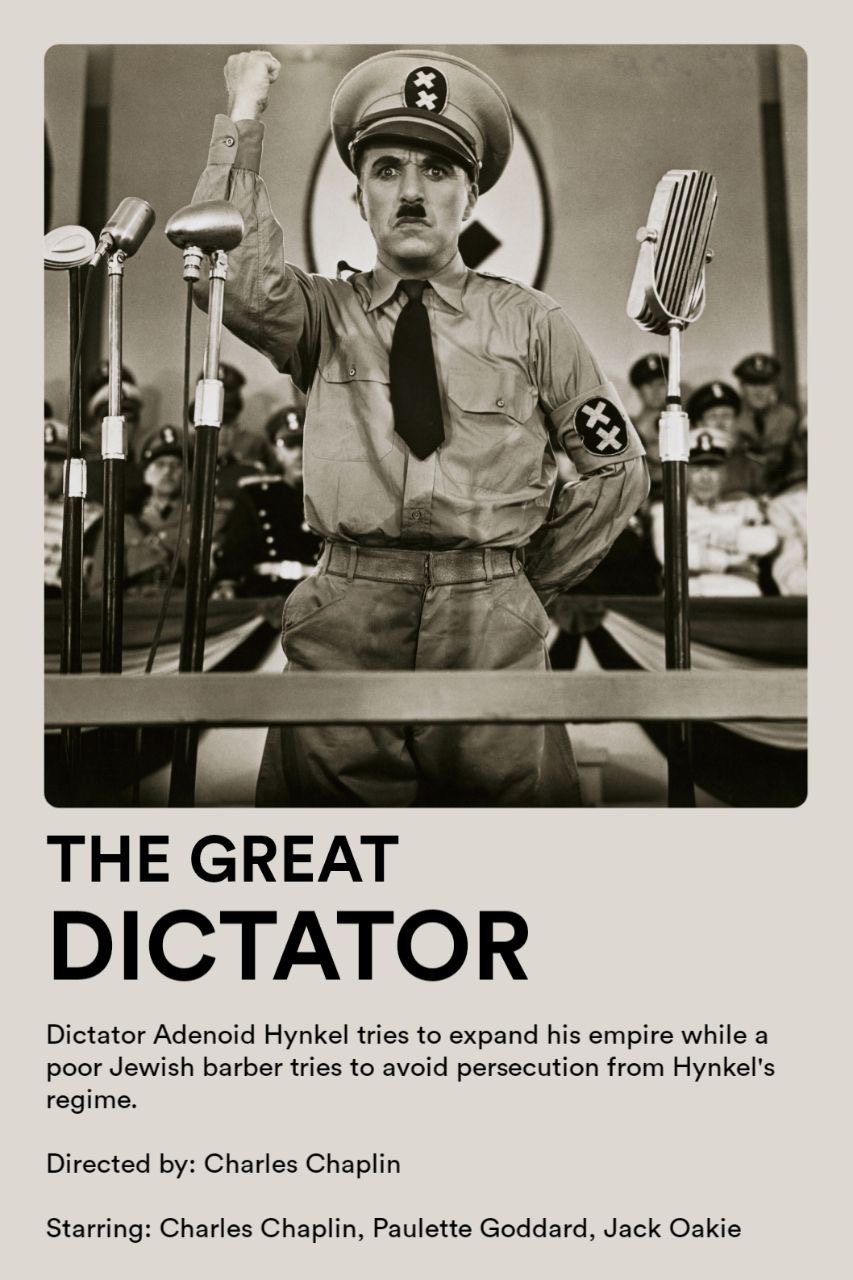 THE GREAT
DICTATOR
Dictator Adenoid Hynkel tries to expand his empire while a
poor Jewish barber tries to avoid persecution from Hynkel's
regime.
Directed by: Charles Chaplin
Starring: Charles Chaplin, Paulette Goddard, Jack Oakie